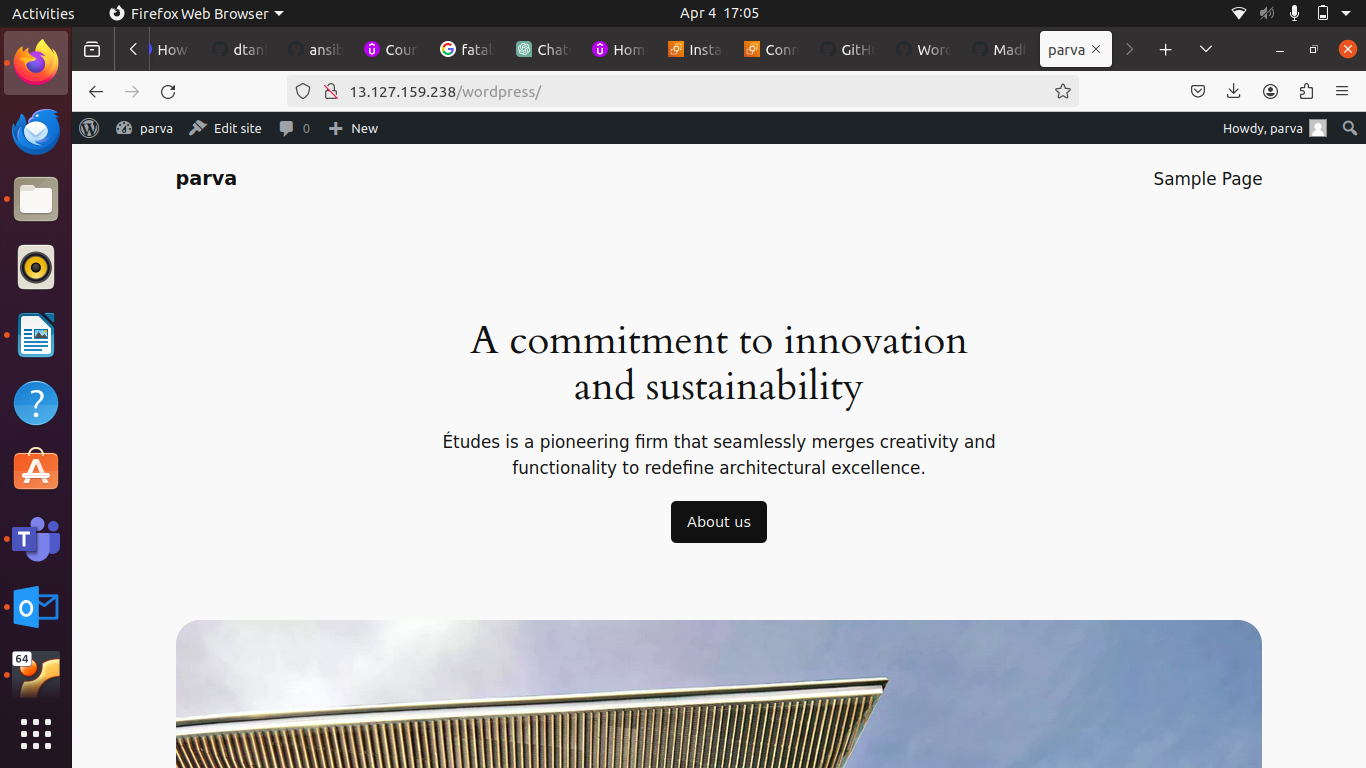 Activities
Firefox Web Browser
Apr 4 17:05
How
dtan
ansib
Cour
fatal
Chat
Hom
Insta
Conn
GitH
Word
Madl
parva
13.127.159.238/wordpress/
parva
Edit site
0
New
Howdy, parva
parva
Sample Page
A commitment to innovation
and sustainability
Études is a pioneering firm that seamlessly merges creativity and
functionality to redefine architectural excellence.
About us
64